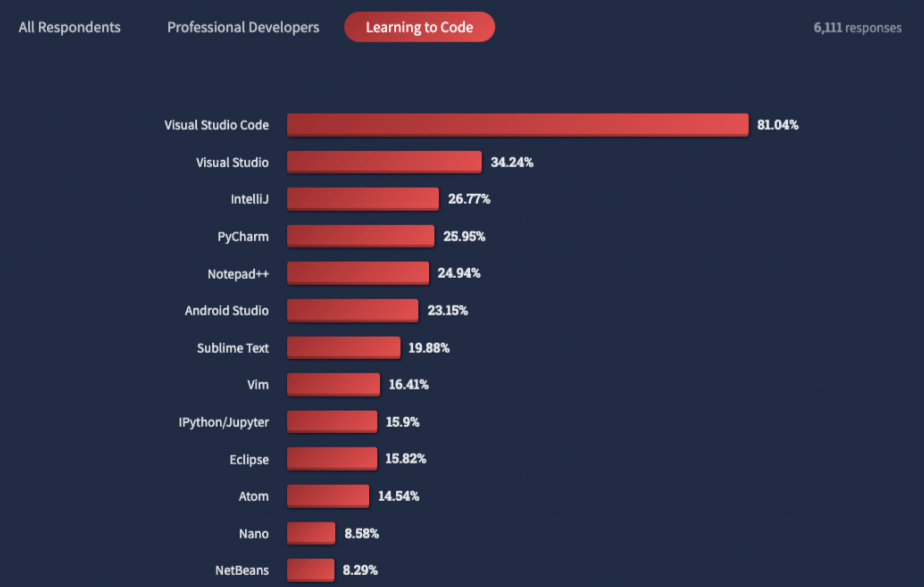 All Respondents Professional Developers Learning to Code 6,111 responses
Visual Studio Code 81.04%
Visual Studio 34.24%
IntelliJ 26.77%
PyCharm 25.95%
Notepad++ 24.94%
Android Studio 23.15%
Sublime Text 19.88%
Vim 16.41%
IPython/Jupyter 15.9%
Eclipse 15.82%
Atom 14.54%
Nano 8.58%
NetBeans 8.29%